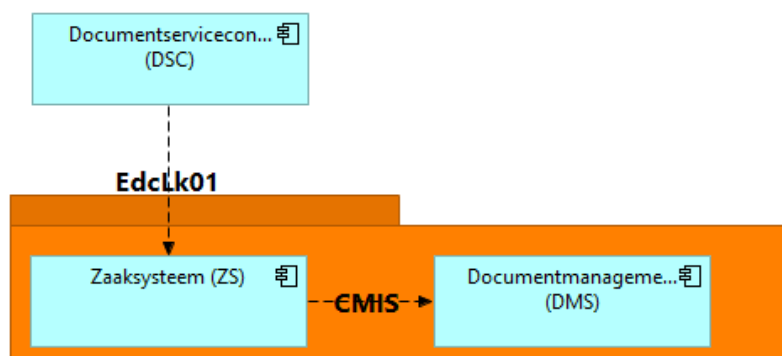 Documentservicecon...
(DSC)
EdcLk01
Zaaksysteem (ZS)
CMIS
Documentmanageme...
(DMS)